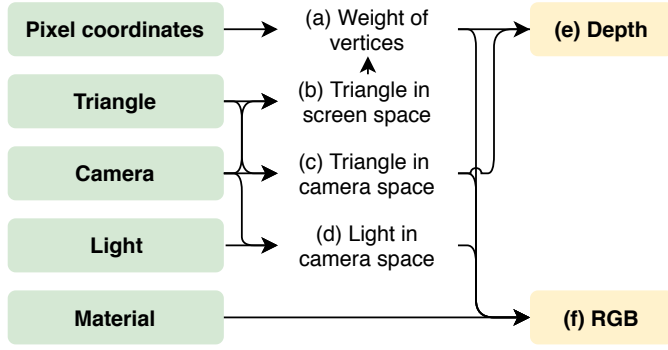 Pixel coordinates
(a) Weight of
vertices
(e) Depth
Triangle
(b) Triangle in
screen space
Camera
(c) Triangle in
camera space
Light
(d) Light in
camera space
Material
(f) RGB